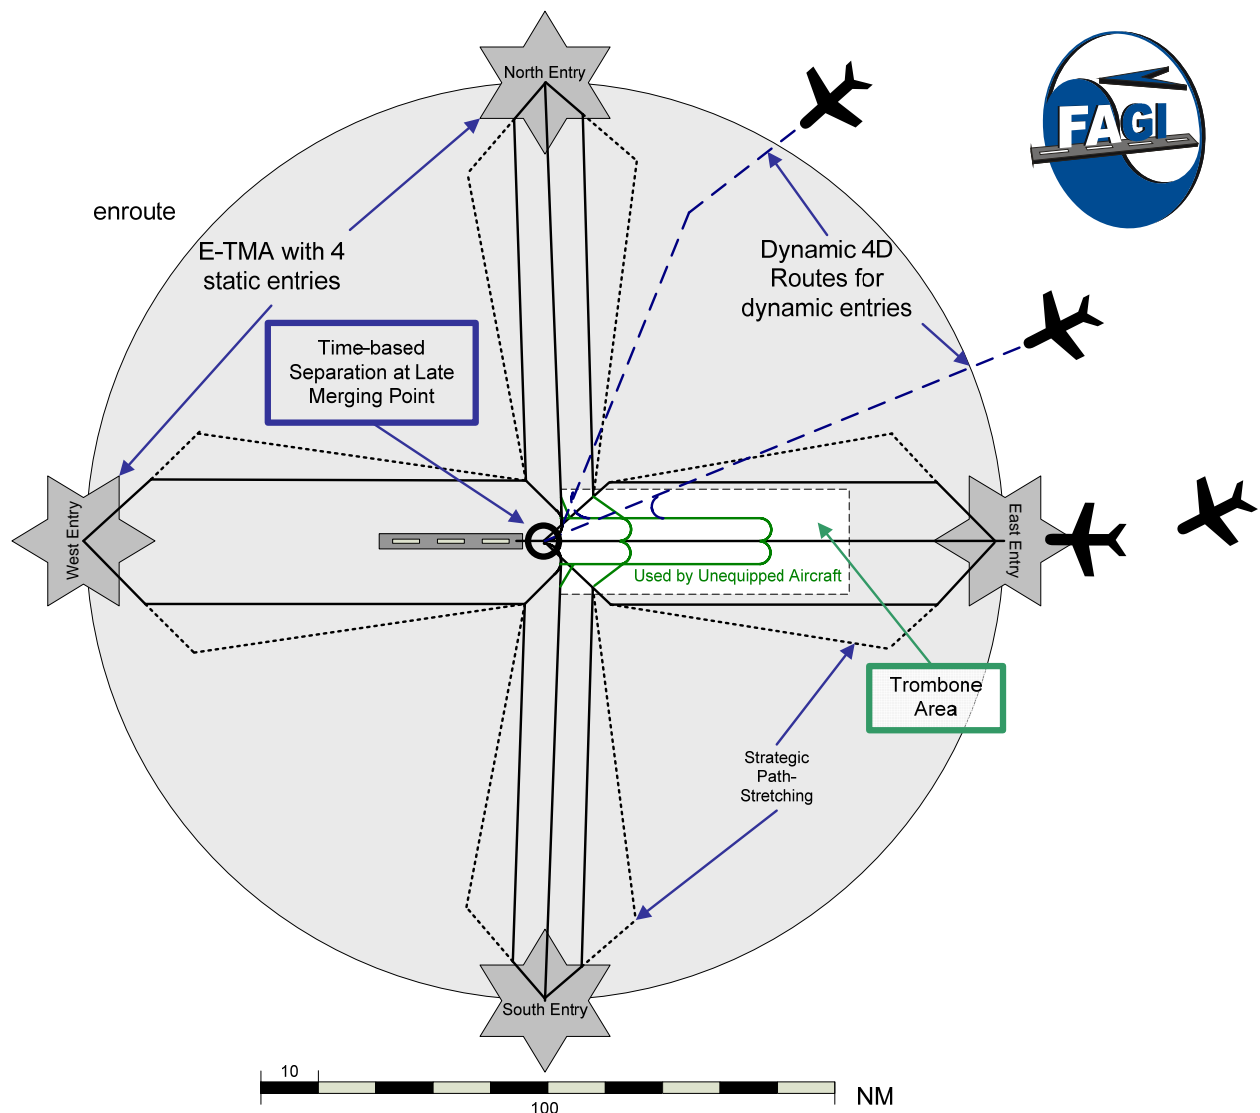 North Entry
FAGI
enroute
E-TMA with 4
static entries
Dynamic 4D
Routes for
dynamic entries
Time-based
Separation at Late
Merging Point
West Entry
East Entry
Used by Unequipped Aircraft
Trombone
Area
Strategic
Path-
Stretching
South Entry
10
100
NM